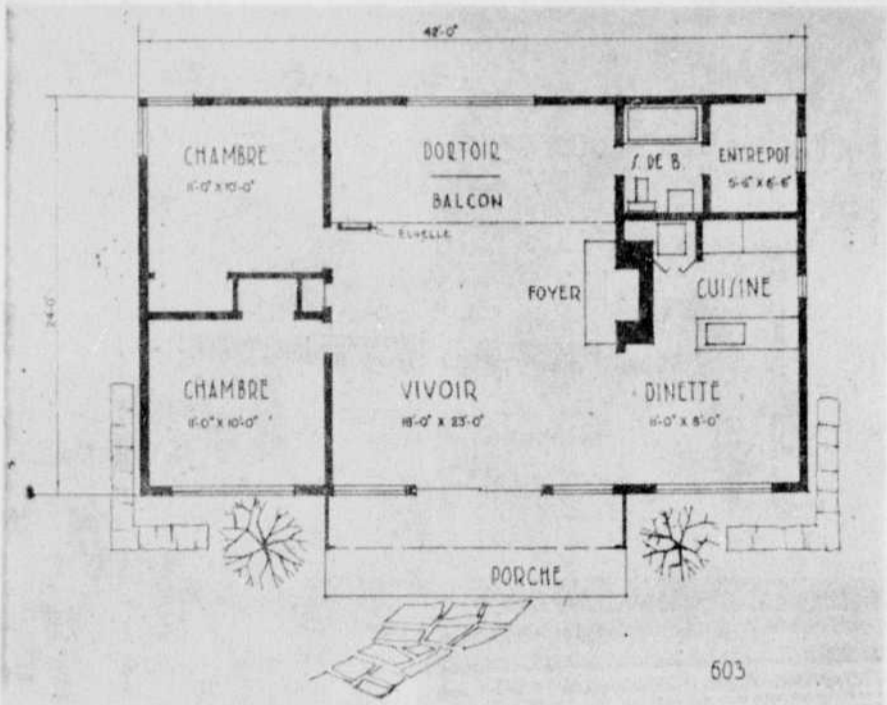 42'-0"
CHAMBRE
11'-0" X 10'-0"
DORTOIR
BALCON
ECHELLE
S. DE B.
ENTREPOT
5'-6" X 6'-6"
24'-0"
FOYER
CUISINE
CHAMBRE
11'-0" X 10'-0"
VIVOIR
18'-0" X 23'-0"
DINETTE
11'-0" X 8'-0"
PORCHE
603